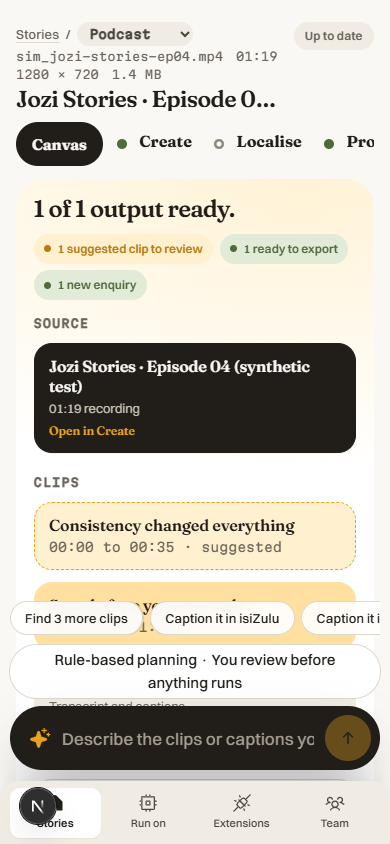 Stories / Podcast
Up to date
sim_jozi-stories-ep04.mp4 01:19
1280 × 720 1.4 MB
Jozi Stories · Episode 0...
Canvas
Create
Localise
Pro
1 of 1 output ready.
1 suggested clip to review
1 ready to export
1 new enquiry
SOURCE
Jozi Stories · Episode 04 (synthetic
test)
01:19 recording
Open in Create
CLIPS
Consistency changed everything
00:00 to 00:35 · suggested
Find 3 more clips
Caption it in isiZulu
Caption it i
Rule-based planning · You review before
anything runs
Transcript and captions
Describe the clips or captions yo
N
Stories
Run on
Extensions
Team